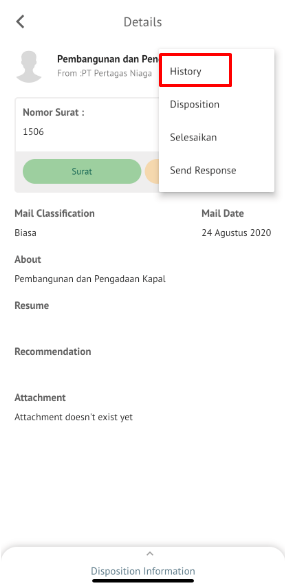 Details
Pembangunan dan Pen
From :PT Pertagas Niaga
History
Disposition
Selesaikan
Send Response
Nomor Surat :
1506
Surat
Mail Classification
Mail Date
Biasa
24 Agustus 2020
About
Pembangunan dan Pengadaan Kapal
Resume
Recommendation
Attachment
Attachment doesn't exist yet
Disposition Information